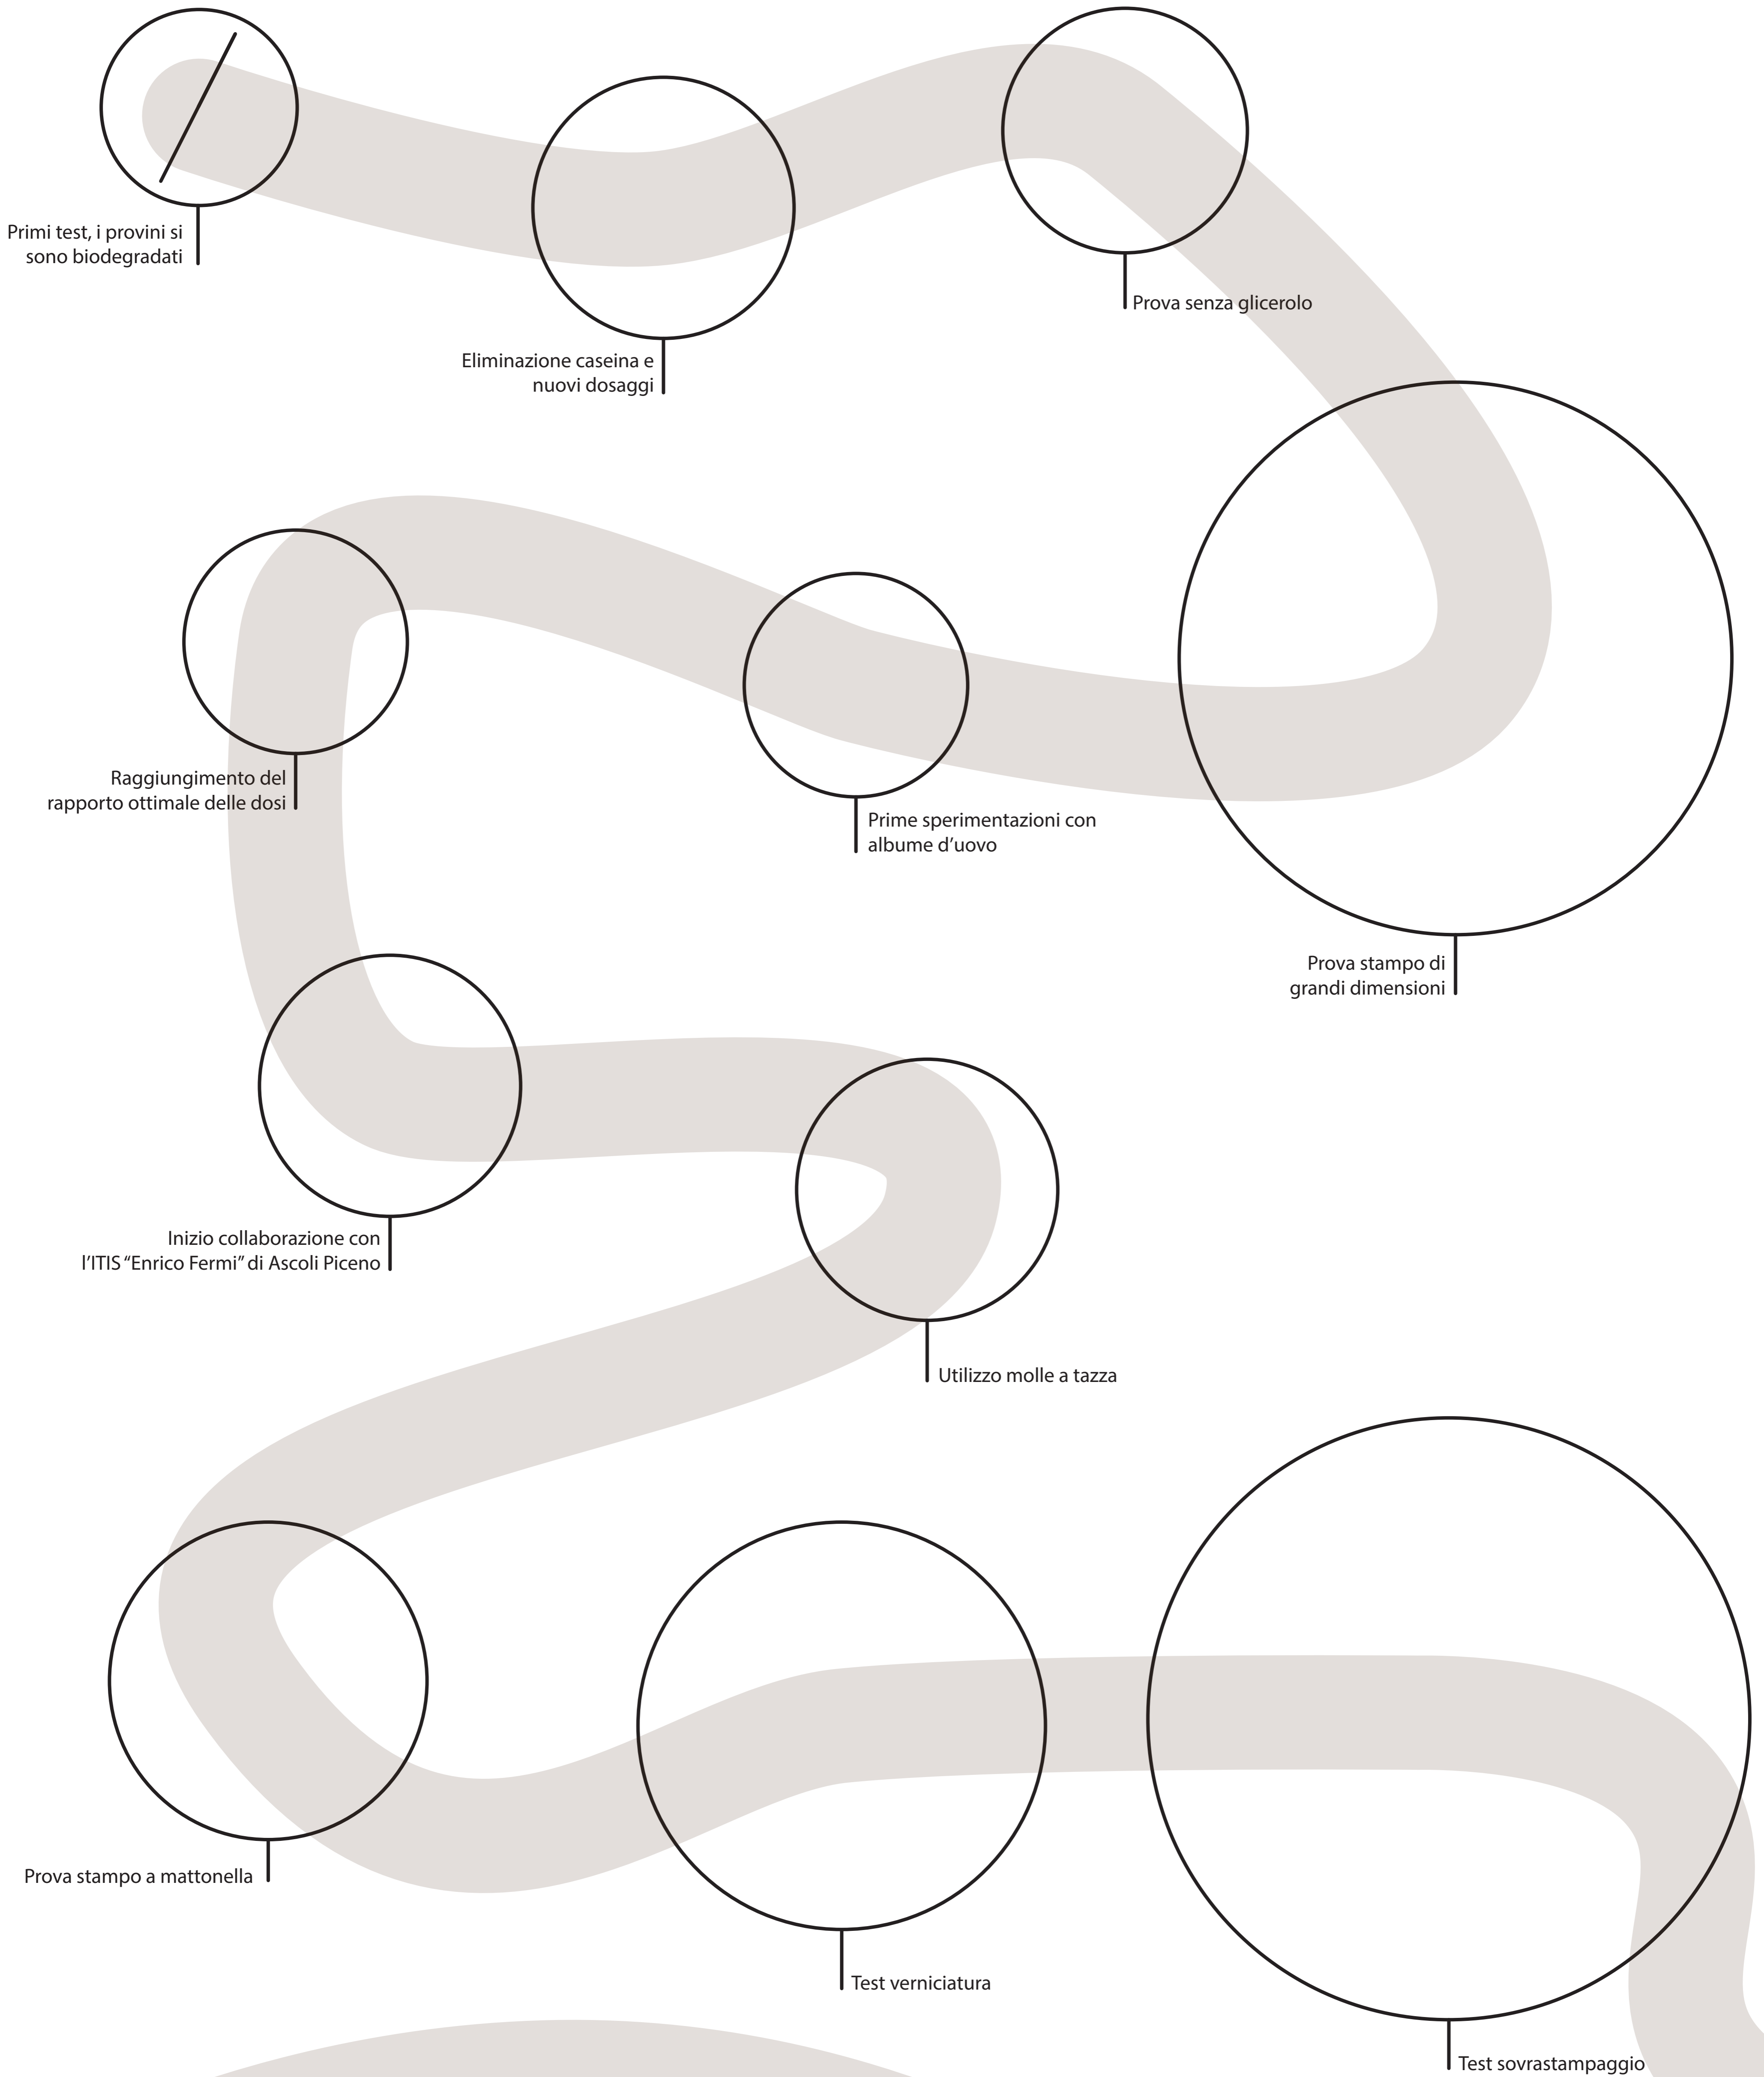 Primi test, i provini si
sono biodegradati
Eliminazione caseina e
nuovi dosaggi
Prova senza glicerolo
Prova stampo di
grandi dimensioni
Prime sperimentazioni con
albume d’uovo
Raggiungimento del
rapporto ottimale delle dosi
Inizio collaborazione con
l’ITIS “Enrico Fermi” di Ascoli Piceno
Utilizzo molle a tazza
Prova stampo a mattonella
Test verniciatura
Test sovrastampaggio